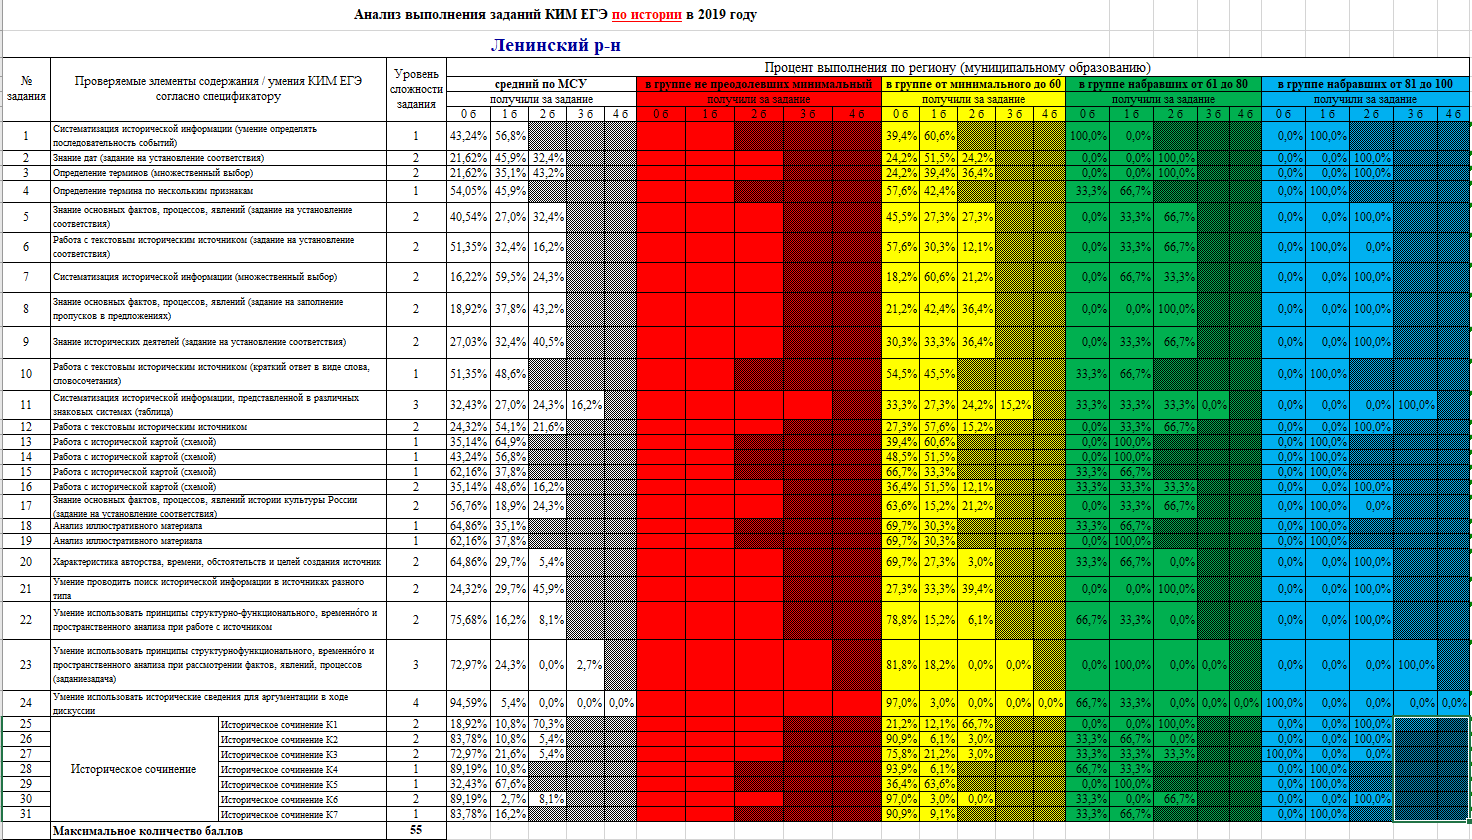 Анализ выполнения заданий КИМ ЕГЭ по истории в 2019 году
Ленинский р-н
№ задания Проверяемые элементы содержания / умения КИМ ЕГЭ согласно спецификатору Уровень сложности задания Процент выполнения по региону (муниципальному образованию)
средний по МСУ в группе не преодолевших минимальный в группе от минимального до 60 в группе набравших от 61 до 80 в группе набравших от 81 до 100
получили за задание получили за задание получили за задание получили за задание получили за задание
0 б 1 б 2 б 3 б 4 б 0 б 1 б 2 б 3 б 4 б 0 б 1 б 2 б 3 б 4 б 0 б 1 б 2 б 3 б 4 б 0 б 1 б 2 б 3 б 4 б
1 Систематизация исторической информации (умение определять последовательность событий) 1 43,24% 56,8% 39,4% 60,6% 100,0% 0,0% 0,0% 100,0%
2 Знание дат (задание на установление соответствия) 2 21,62% 45,9% 32,4% 24,2% 51,5% 24,2% 0,0% 0,0% 100,0% 0,0% 0,0% 100,0%
3 Определение терминов (множественный выбор) 2 21,62% 35,1% 43,2% 24,2% 39,4% 36,4% 0,0% 0,0% 100,0% 0,0% 0,0% 100,0%
4 Определение термина по нескольким признакам 1 54,05% 45,9% 57,6% 42,4% 33,3% 66,7% 0,0% 100,0%
5 Знание основных фактов, процессов, явлений (задание на установление соответствия) 2 40,54% 27,0% 32,4% 45,5% 27,3% 27,3% 0,0% 33,3% 66,7% 0,0% 0,0% 100,0%
6 Работа с текстовым историческим источником (задание на установление соответствия) 2 51,35% 32,4% 16,2% 57,6% 30,3% 12,1% 0,0% 33,3% 66,7% 0,0% 100,0% 0,0%
7 Систематизация исторической информации (множественный выбор) 2 16,22% 59,5% 24,3% 18,2% 60,6% 21,2% 0,0% 66,7% 33,3% 0,0% 0,0% 100,0%
8 Знание основных фактов, процессов, явлений (задание на заполнение пропусков в предложениях) 2 18,92% 37,8% 43,2% 21,2% 42,4% 36,4% 0,0% 0,0% 100,0% 0,0% 0,0% 100,0%
9 Знание исторических деятелей (задание на установление соответствия) 2 27,03% 32,4% 40,5% 30,3% 33,3% 36,4% 0,0% 33,3% 66,7% 0,0% 0,0% 100,0%
10 Работа с текстовым историческим источником (краткий ответ в виде слова, словосочетания) 1 51,35% 48,6% 54,5% 45,5% 33,3% 66,7% 0,0% 100,0%
11 Систематизация исторической информации, представленной в различных знаковых системах (таблица) 3 32,43% 27,0% 24,3% 16,2% 33,3% 27,3% 24,2% 15,2% 33,3% 33,3% 33,3% 0,0% 0,0% 0,0% 0,0% 100,0%
12 Работа с текстовым историческим источником 2 24,32% 54,1% 21,6% 27,3% 57,6% 15,2% 0,0% 33,3% 66,7% 0,0% 0,0% 100,0%
13 Работа с исторической картой (схемой) 1 35,14% 64,9% 39,4% 60,6% 0,0% 100,0% 0,0% 100,0%
14 Работа с исторической картой (схемой) 1 43,24% 56,8% 48,5% 51,5% 0,0% 100,0% 0,0% 100,0%
15 Работа с исторической картой (схемой) 1 62,16% 37,8% 66,7% 33,3% 33,3% 66,7% 0,0% 100,0%
16 Работа с исторической картой (схемой) 2 35,14% 48,6% 16,2% 36,4% 51,5% 12,1% 33,3% 33,3% 33,3% 0,0% 0,0% 100,0%
17 Знание основных фактов, процессов, явлений истории культуры России (задание на установление соответствия) 2 56,76% 18,9% 24,3% 63,6% 15,2% 21,2% 0,0% 33,3% 66,7% 0,0% 100,0% 0,0%
18 Анализ иллюстративного материала 1 64,86% 35,1% 69,7% 30,3% 33,3% 66,7% 0,0% 100,0%
19 Анализ иллюстративного материала 1 62,16% 37,8% 69,7% 30,3% 0,0% 100,0% 0,0% 100,0%
20 Характеристика авторства, времени, обстоятельств и целей создания источник 2 64,86% 29,7% 5,4% 69,7% 27,3% 3,0% 33,3% 66,7% 0,0% 0,0% 0,0% 100,0%
21 Умение проводить поиск исторической информации в источниках разного типа 2 24,32% 29,7% 45,9% 27,3% 33,3% 39,4% 0,0% 0,0% 100,0% 0,0% 0,0% 100,0%
22 Умение использовать принципы структурно-функционального, временно́го и пространственного анализа при работе с источником 2 75,68% 16,2% 8,1% 78,8% 15,2% 6,1% 66,7% 33,3% 0,0% 0,0% 0,0% 100,0%
23 Умение использовать принципы структурнофункционального, временно́го и пространственного анализа при рассмотрении фактов, явлений, процессов (заданиезадача) 3 72,97% 24,3% 0,0% 2,7% 81,8% 18,2% 0,0% 0,0% 0,0% 100,0% 0,0% 0,0% 0,0% 0,0% 0,0% 100,0%
24 Умение использовать исторические сведения для аргументации в ходе дискуссии 4 94,59% 5,4% 0,0% 0,0% 0,0% 97,0% 3,0% 0,0% 0,0% 0,0% 66,7% 33,3% 0,0% 0,0% 0,0% 100,0% 0,0% 0,0% 0,0% 0,0%
25 Историческое сочинение Историческое сочинение К1 2 18,92% 10,8% 70,3% 21,2% 12,1% 66,7% 0,0% 0,0% 100,0% 0,0% 0,0% 100,0%
26 Историческое сочинение К2 2 83,78% 10,8% 5,4% 90,9% 6,1% 3,0% 33,3% 66,7% 0,0% 0,0% 0,0% 100,0%
27 Историческое сочинение К3 2 72,97% 21,6% 5,4% 75,8% 21,2% 3,0% 33,3% 33,3% 33,3% 100,0% 0,0% 0,0%
28 Историческое сочинение К4 1 89,19% 10,8% 93,9% 6,1% 66,7% 33,3% 0,0% 100,0%
29 Историческое сочинение К5 1 32,43% 67,6% 36,4% 63,6% 0,0% 100,0% 0,0% 100,0%
30 Историческое сочинение К6 2 89,19% 2,7% 8,1% 97,0% 3,0% 0,0% 33,3% 0,0% 66,7% 0,0% 0,0% 100,0%
31 Историческое сочинение К7 1 83,78% 16,2% 90,9% 9,1% 33,3% 66,7% 0,0% 100,0%
Максимальное количество баллов 55